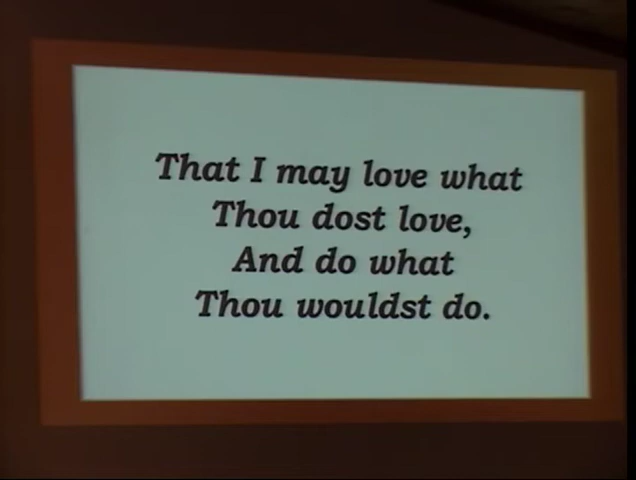 That I may love what
Thou dost love,
And do what
Thou wouldst do.